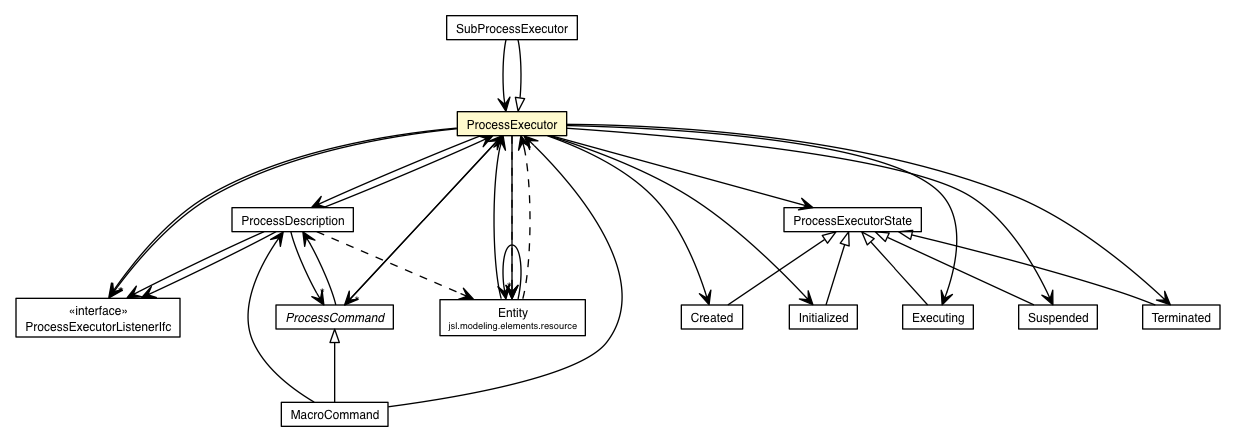 SubProcessExecutor
ProcessExecutor
ProcessDescription
ProcessExecutorState
«interface»
ProcessExecutorListenerIfc
ProcessCommand
Entity
jsl.modeling.elements.resource
Created
Initialized
Executing
Suspended
Terminated
MacroCommand